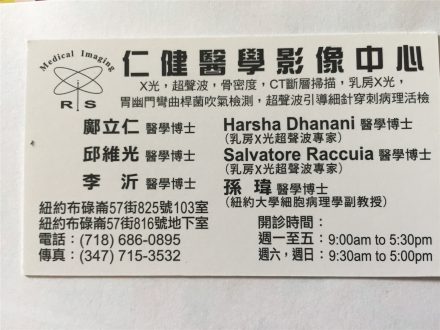 Medical Imaging
RIS
仁健醫學影像中心
X光，超聲波，骨密度，CT斷層掃描，乳房X光，
胃幽門彎曲桿菌吹氣檢測，超聲波引導細針穿刺病理活檢
鄺立仁 醫學博士
邱維光 醫學博士
李 沂 醫學博士
Harsha Dhanani 醫學博士
(乳房X光超聲波專家)
Salvatore Raccuia 醫學博士
(乳房X光超聲波專家)
孫 瑋 醫學博士
(紐約大學細胞病理學副教授)
紐約布碌崙57街825號103室
紐約布碌崙57街816號地下室
電話：(718) 686-0895
傳真：(347) 715-3532
開診時間：
週一至五：9:00am to 5:30pm
週六，週日：9:30am to 5:00pm